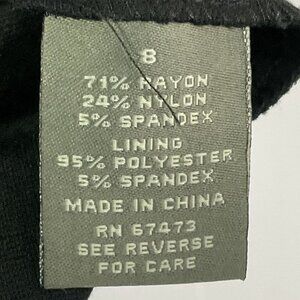 8
71% RAYON
24% NYLON
5% SPANDEX
LINING
95% POLYESTER
5% SPANDEX
MADE IN CHINA
RN 67473
SEE REVERSE
FOR CARE